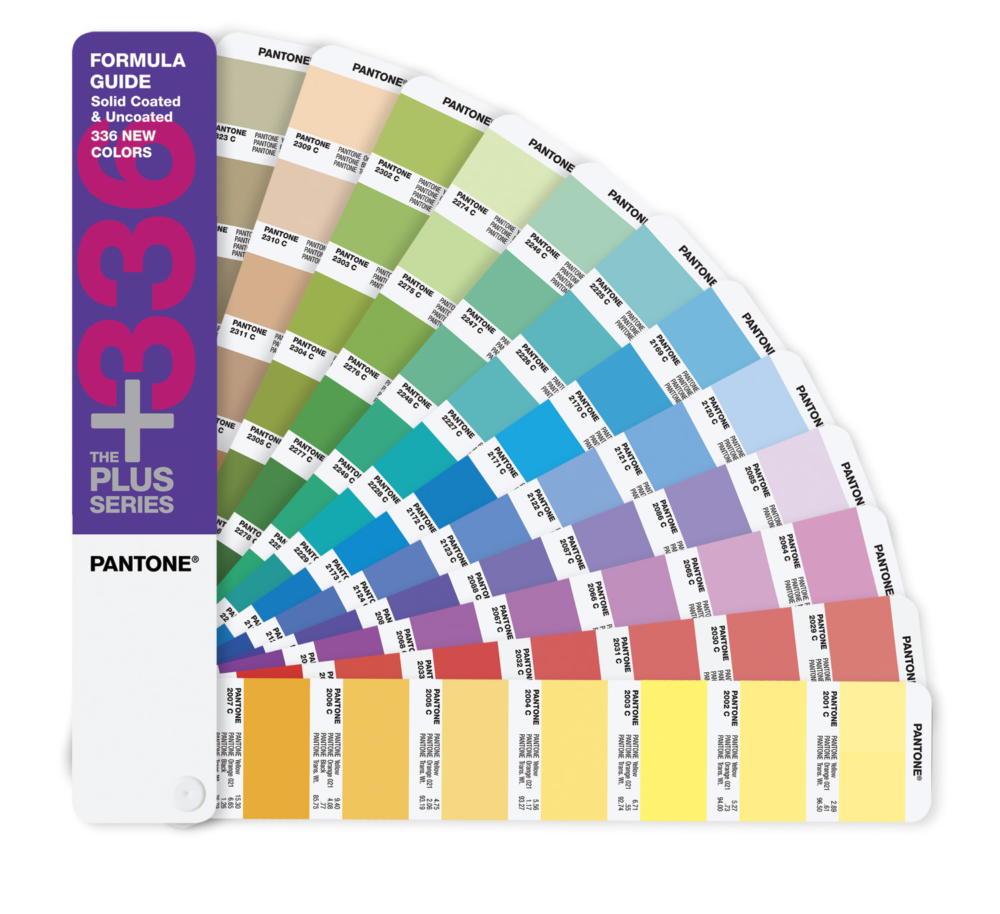 FORMULA
GUIDE
Solid Coated
& Uncoated
336 NEW
COLORS
+336
THE
PLUS
SERIES
PANTONE®
PANTONE®
PANTONE
2309 C
PANTONE
2310 C
PANTONE
2311 C
PANTONE®
PANTONE
2302 C
PANTONE
2303 C
PANTONE
2304 C
PANTONE
2305 C
PANTONE
PANTONE
2274 C
PANTONE
2275 C
PANTONE
2276 C
PANTONE
2277 C
2278 C
PANTONE
PANTONE
2246 C
PANTONE
2247 C
PANTONE
2248 C
2249 C
PANTONE
PANTONE
2225 C
PANTONE
2226 C
PANTONE
2227 C
PANTONE
2228 C
2229
PANTONE
PANTONE
2169 C
PANTONE
2170 C
PANTONE
2171 C
PANTONE
2172 C
2173
PANTONE
PANTONE
2120 C
PANTONE
2121 C
PANTONE
2122 C
PANTONE
2123 C
2124
PANTONE
PANTONE
2085 C
PANTONE
2086 C
PANTONE
2087 C
PANTONE
2088 C
PANTONE
PANTONE
2064 C
PANTONE
2065 C
PANTONE
2066 C
PANTONE
2067 C
PANTONE
2068 C
PANTONE
PANTONE
2029 C
PANTONE
2030 C
PANTONE
2031 C
PANTONE
2032 C
PANTONE
2033
PANTONE
PANTONE®
PANTONE
2001 C
PANTONE Yellow 2.89
PANTONE Orange 021 .61
PANTONE Trans. Wt. 96.50
PANTONE
2002 C
PANTONE Yellow 5.27
PANTONE Orange 021 .73
PANTONE Trans. Wt. 94.00
PANTONE
2003 C
PANTONE Yellow 6.71
PANTONE Orange 021 .55
PANTONE Trans. Wt. 92.74
PANTONE
2004 C
PANTONE Yellow 5.56
PANTONE Orange 021 1.17
PANTONE Trans. Wt. 93.27
PANTONE
2005 C
PANTONE Yellow 4.75
PANTONE Orange 021 2.06
PANTONE Trans. Wt. 93.19
PANTONE
2006 C
PANTONE Yellow 9.40
PANTONE Orange 021 4.08
PANTONE Black .77
PANTONE Trans. Wt. 85.75
PANTONE
2007 C
PANTONE Yellow 15.30
PANTONE Orange 021 6.65
PANTONE Black 1.26
PANTONE Trans. Wt.